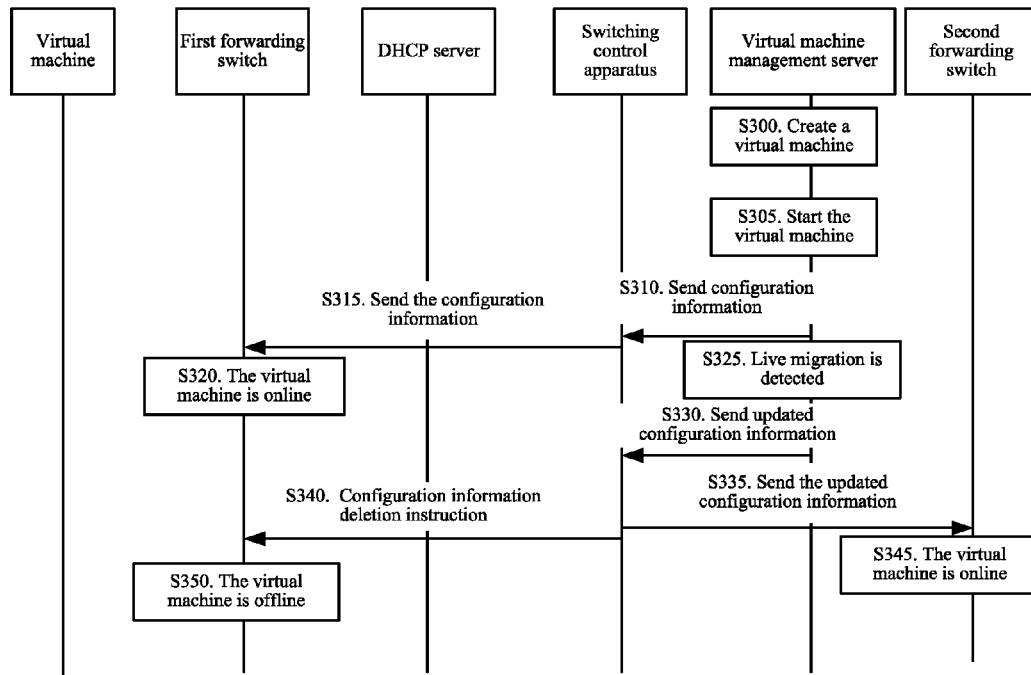 Virtual
machine
First forwarding
switch
DHCP server
Switching
control
apparatus
Virtual machine
management server
Second
forwarding
switch
S300. Create a
virtual machine
S305. Start the
virtual machine
S310. Send configuration
information
S315. Send the configuration
information
S320. The virtual
machine is online
S325. Live migration is
detected
S330. Send updated
configuration information
S335. Send the updated
configuration information
S340. Configuration information
deletion instruction
S345. The virtual
machine is online
S350. The virtual
machine is offline